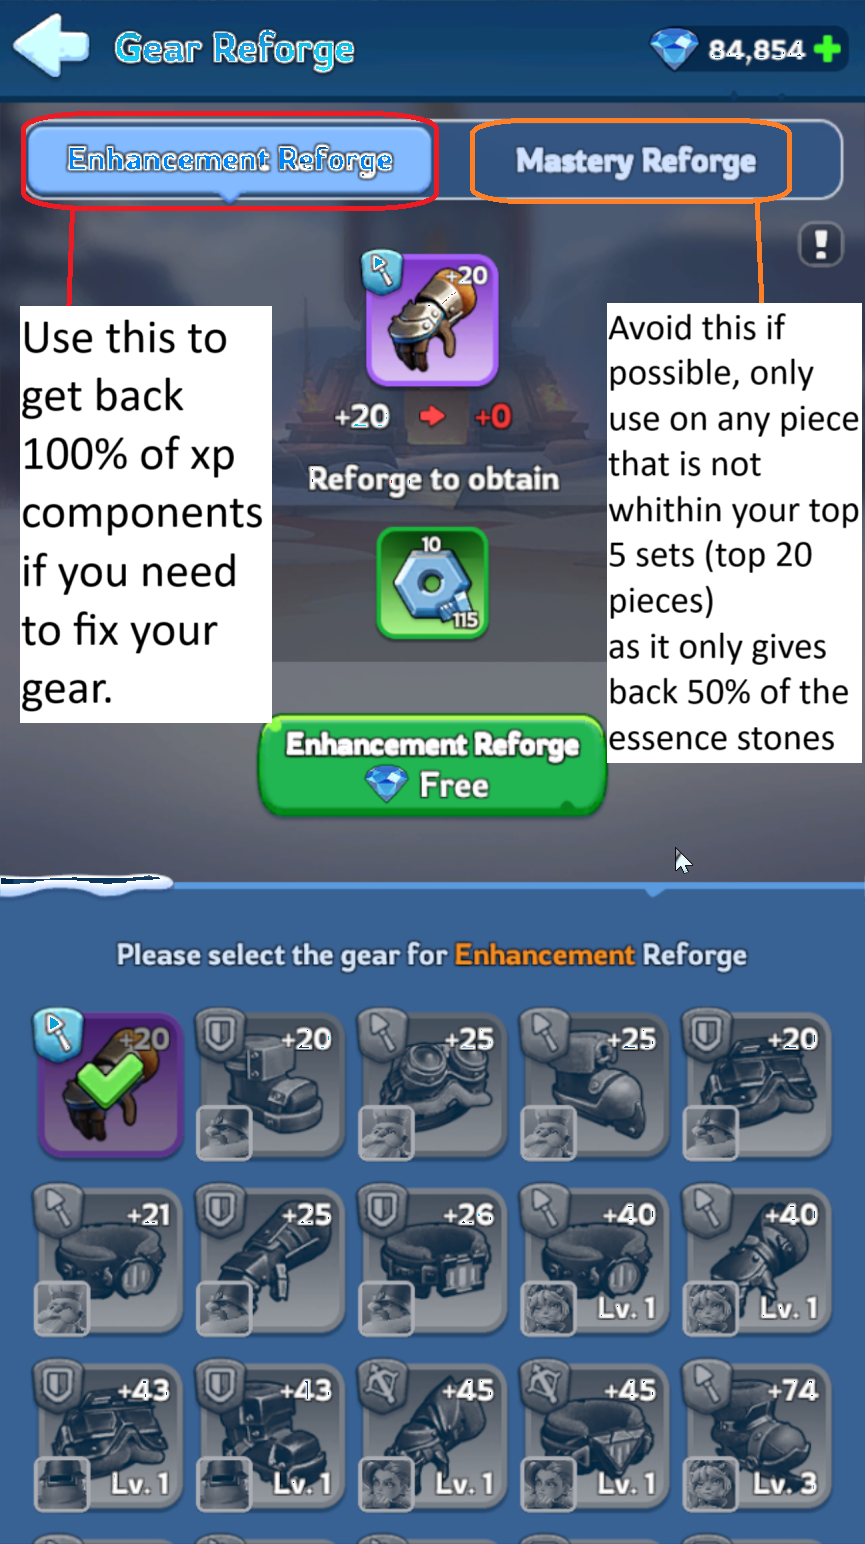 Gear Reforge
84,854
Enhancement Reforge
Mastery Reforge
!
+20
+20
+0
Reforge to obtain
10
115
Use this to
get back
100% of xp
components
if you need
to fix your
gear.
Avoid this if
possible, only
use on any piece
that is not
whithin your top
5 sets (top 20
pieces)
as it only gives
back 50% of the
essence stones
Enhancement Reforge
Free
Please select the gear for Enhancement Reforge
+20
+20
+25
+25
+20
+21
+25
+26
+40
Lv. 1
+40
Lv. 1
+43
Lv. 1
+43
Lv. 1
+45
Lv. 1
+45
Lv. 1
+74
Lv. 3